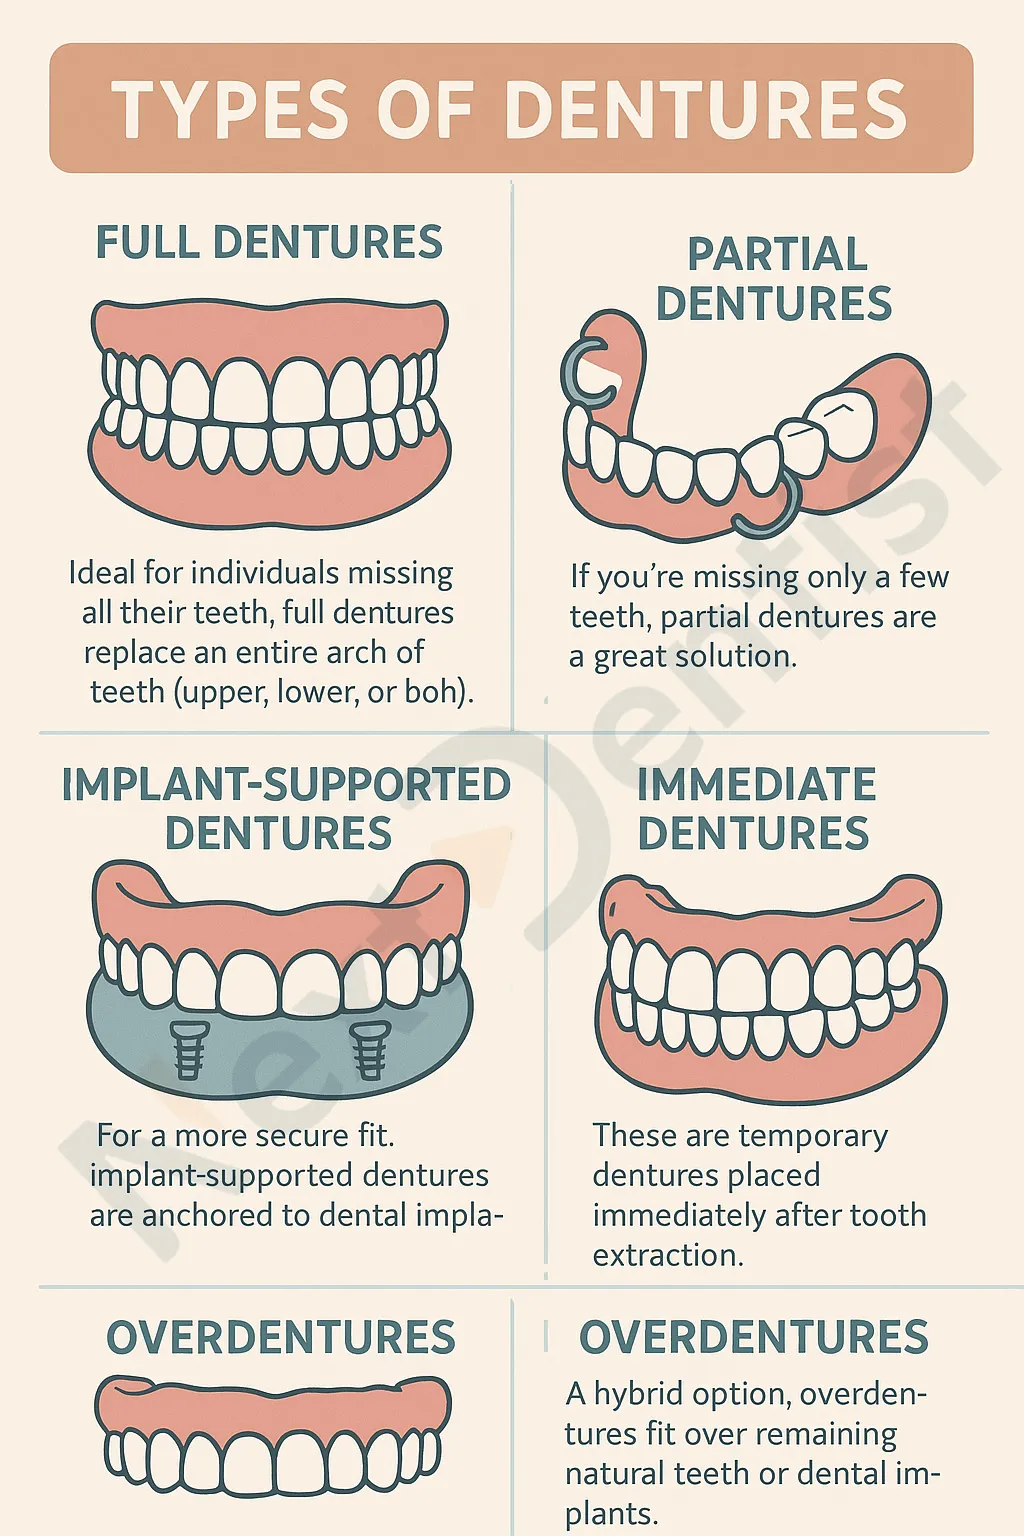 TYPES OF DENTURES
FULL DENTURES
Ideal for individuals missing
all their teeth, full dentures
replace an entire arch of
teeth (upper, lower, or boh).
PARTIAL
DENTURES
If you're missing only a few
teeth, partial dentures are
a great solution.
IMPLANT-SUPPORTED
DENTURES
For a more secure fit.
implant-supported dentures
are anchored to dental impla-
IMMEDIATE
DENTURES
These are temporary
dentures placed
immediately after tooth
extraction.
OVERDENTURES
OVERDENTURES
A hybrid option, overden-
tures fit over remaining
natural teeth or dental im-
plants.
Next Dentist